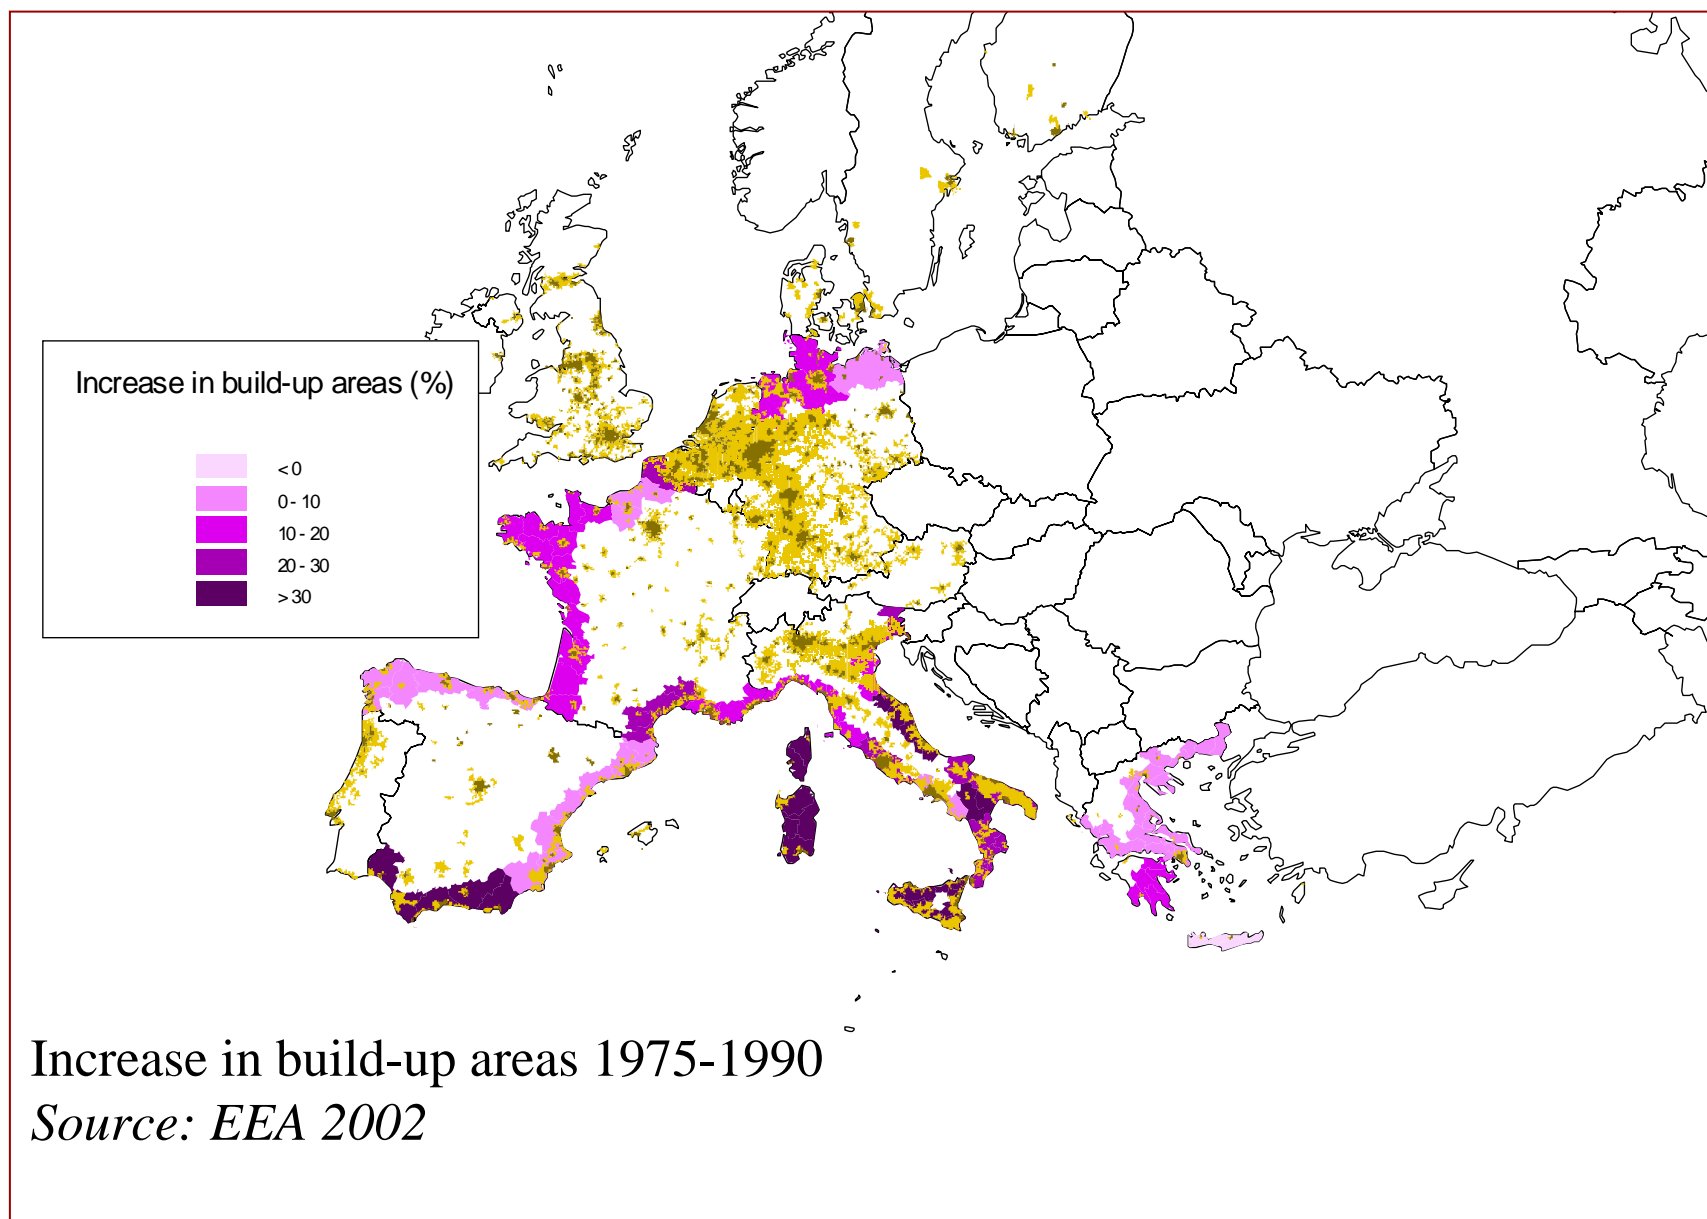 Increase in build-up areas (%)
< 0
0 - 10
10 - 20
20 - 30
> 30
Increase in build-up areas 1975-1990
Source: EEA 2002